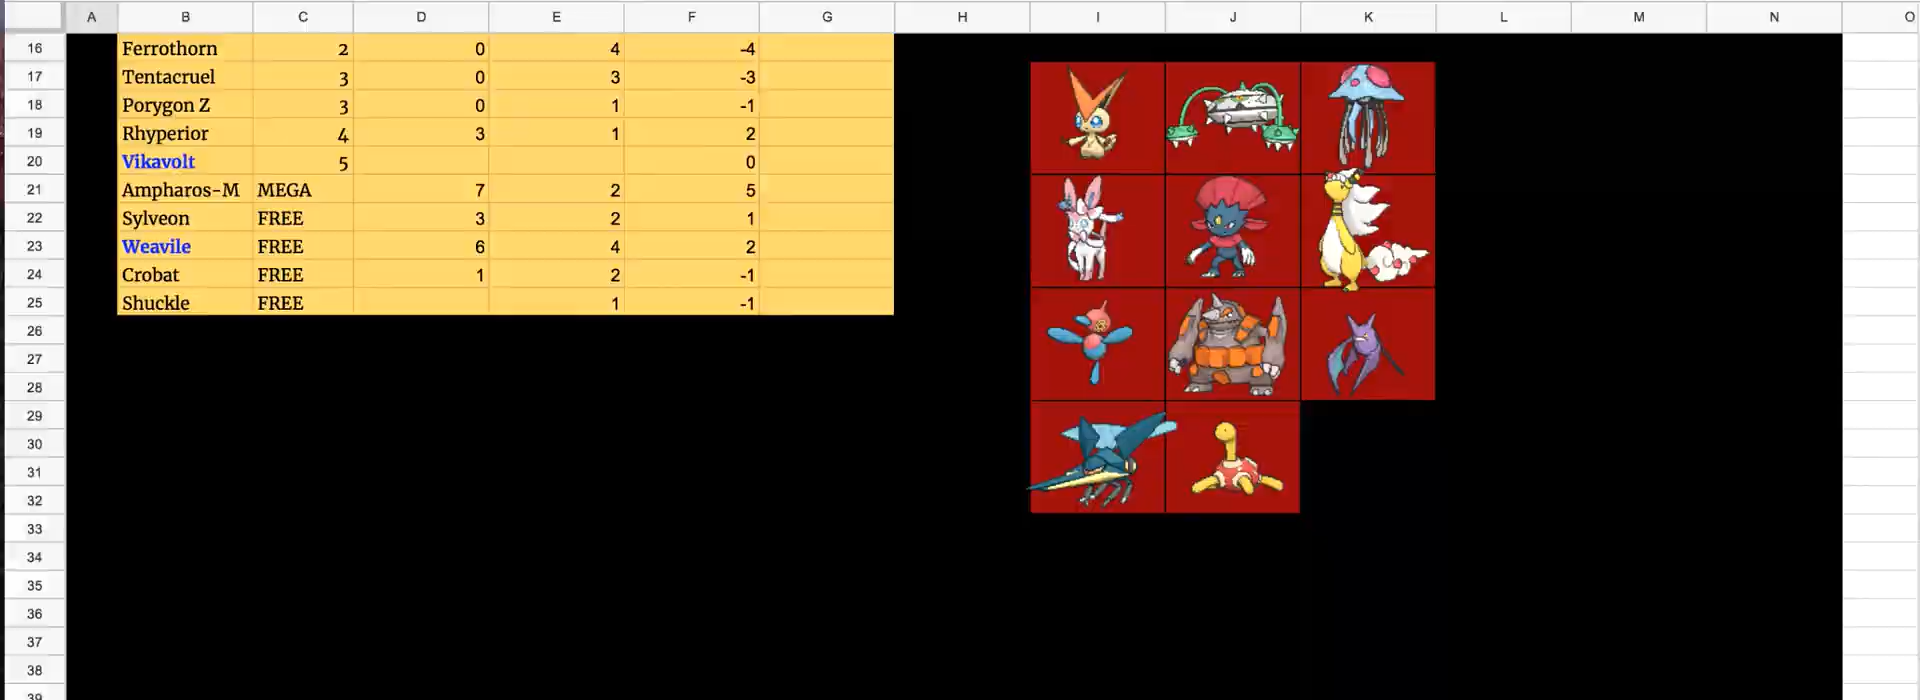 A B C D E F G H I J K L M N O
16 Ferrothorn 2 0 4 -4
17 Tentacruel 3 0 3 -3
18 Porygon Z 3 0 1 -1
19 Rhyperior 4 3 1 2
20 Vikavolt 5 0
21 Ampharos-M MEGA 7 2 5
22 Sylveon FREE 3 2 1
23 Weavile FREE 6 4 2
24 Crobat FREE 1 2 -1
25 Shuckle FREE 1 -1
26
27
28
29
30
31
32
33
34
35
36
37
38
39